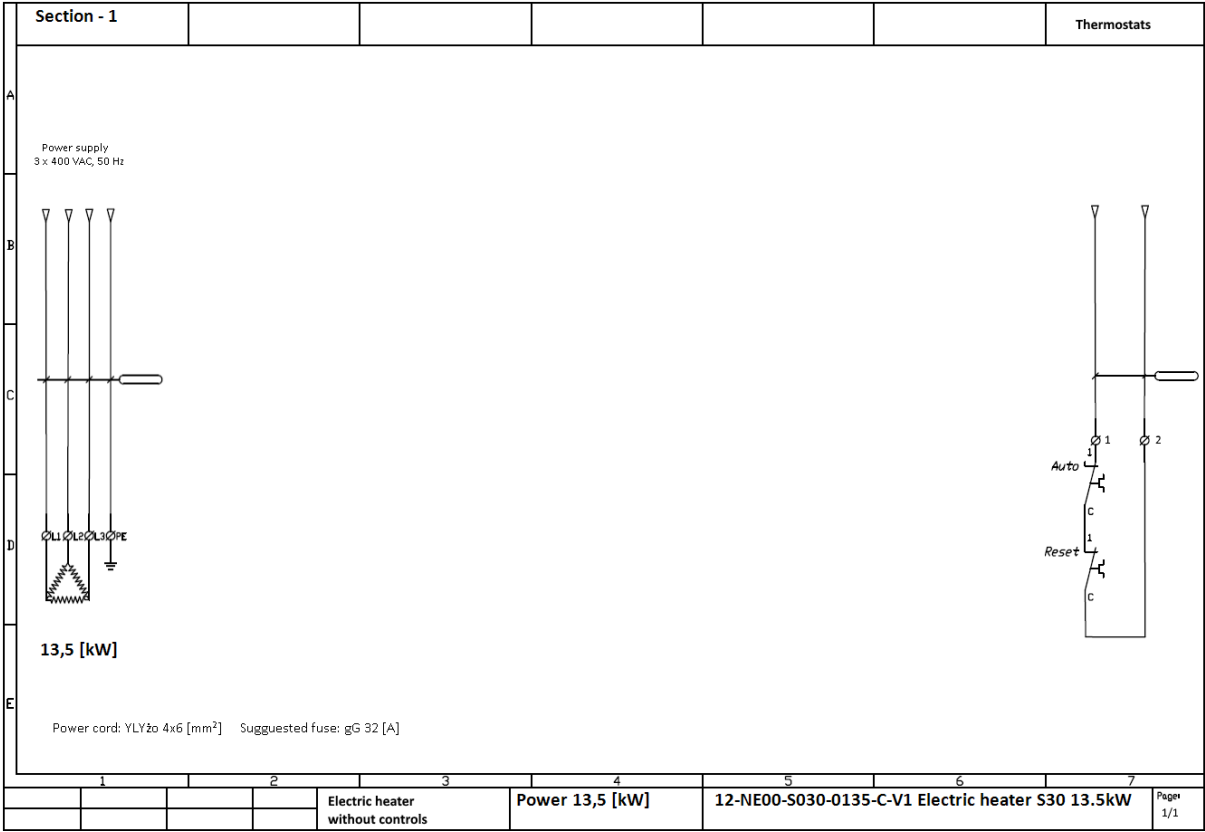 Section - 1
Thermostats
A
Power supply
3 x 400 VAC, 50 Hz
B
C
1 2
1
Auto
C
L1 L2 L3 PE
D
1
Reset
C
13,5 [kW]
E
Power cord: YLYżo 4x6 [mm²] Sugguested fuse: gG 32 [A]
1 2 3 4 5 6 7
Electric heater
without controls
Power 13,5 [kW]
12-NE00-S030-0135-C-V1 Electric heater S30 13.5kW
Page:
1/1